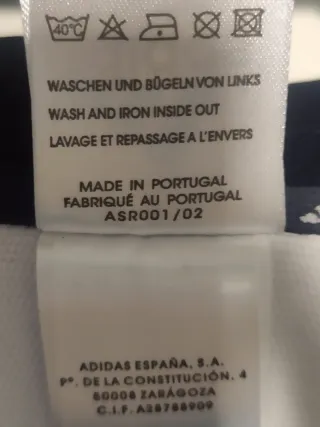 40°C
WASCHEN UND BÜGELN VON LINKS
WASH AND IRON INSIDE OUT
LAVAGE ET REPASSAGE A L'ENVERS
MADE IN PORTUGAL
FABRIQUÉ AU PORTUGAL
ASR001/02
ADIDAS ESPAÑA, S.A.
Pº. DE LA CONSTITUCIÓN, 4
50008 ZARAGOZA
C.I.F. A28788909